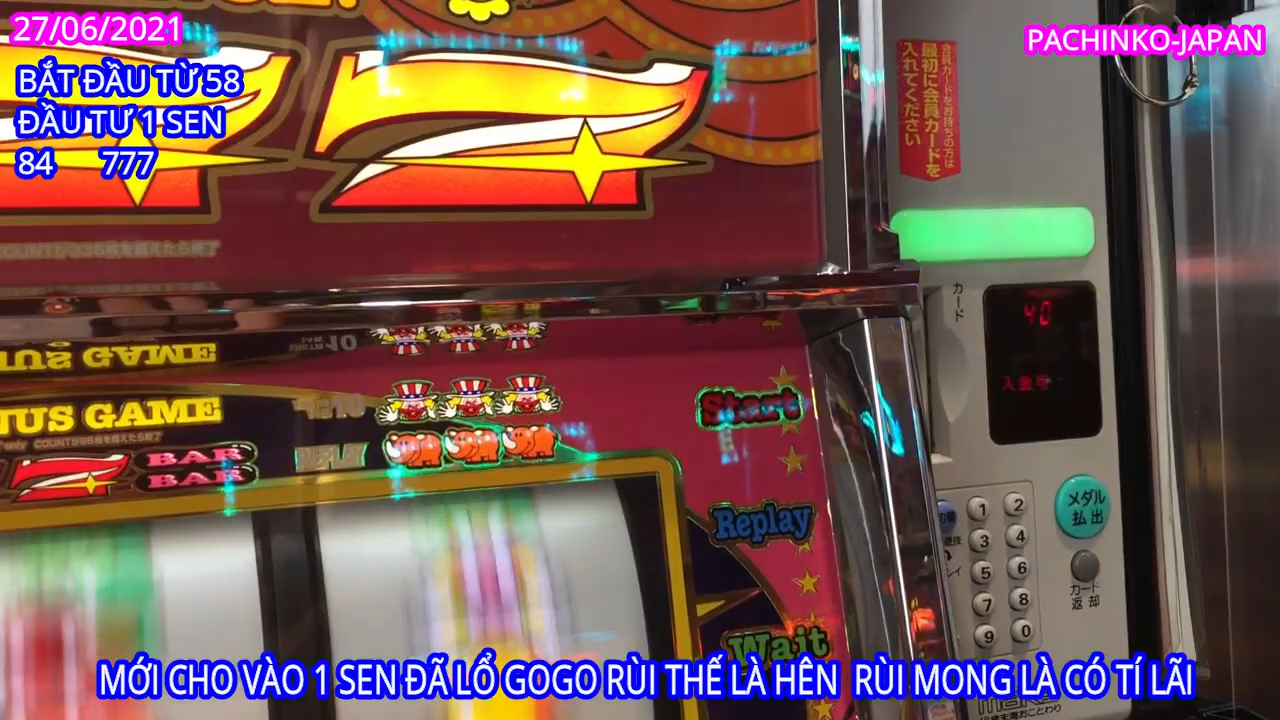 27/06/2021
PACHINKO-JAPAN
BẮT ĐẦU TỪ 58
ĐẦU TƯ 1 SEN
84 777
会員カードをお持ちの方は
最初に会員カードを
入れてください
カード
40
入金可
BONUS GAME
REPLAY
BAR
BAR
Start
Replay
Wait
メダル
払出
カード
返却
1 2
3 4
5 6
7 8
9 0
MỚI CHO VÀO 1 SEN ĐÃ LỔ GOGO RÙI THẾ LÀ HÊN RÙI MONG LÀ CÓ TÍ LÃI